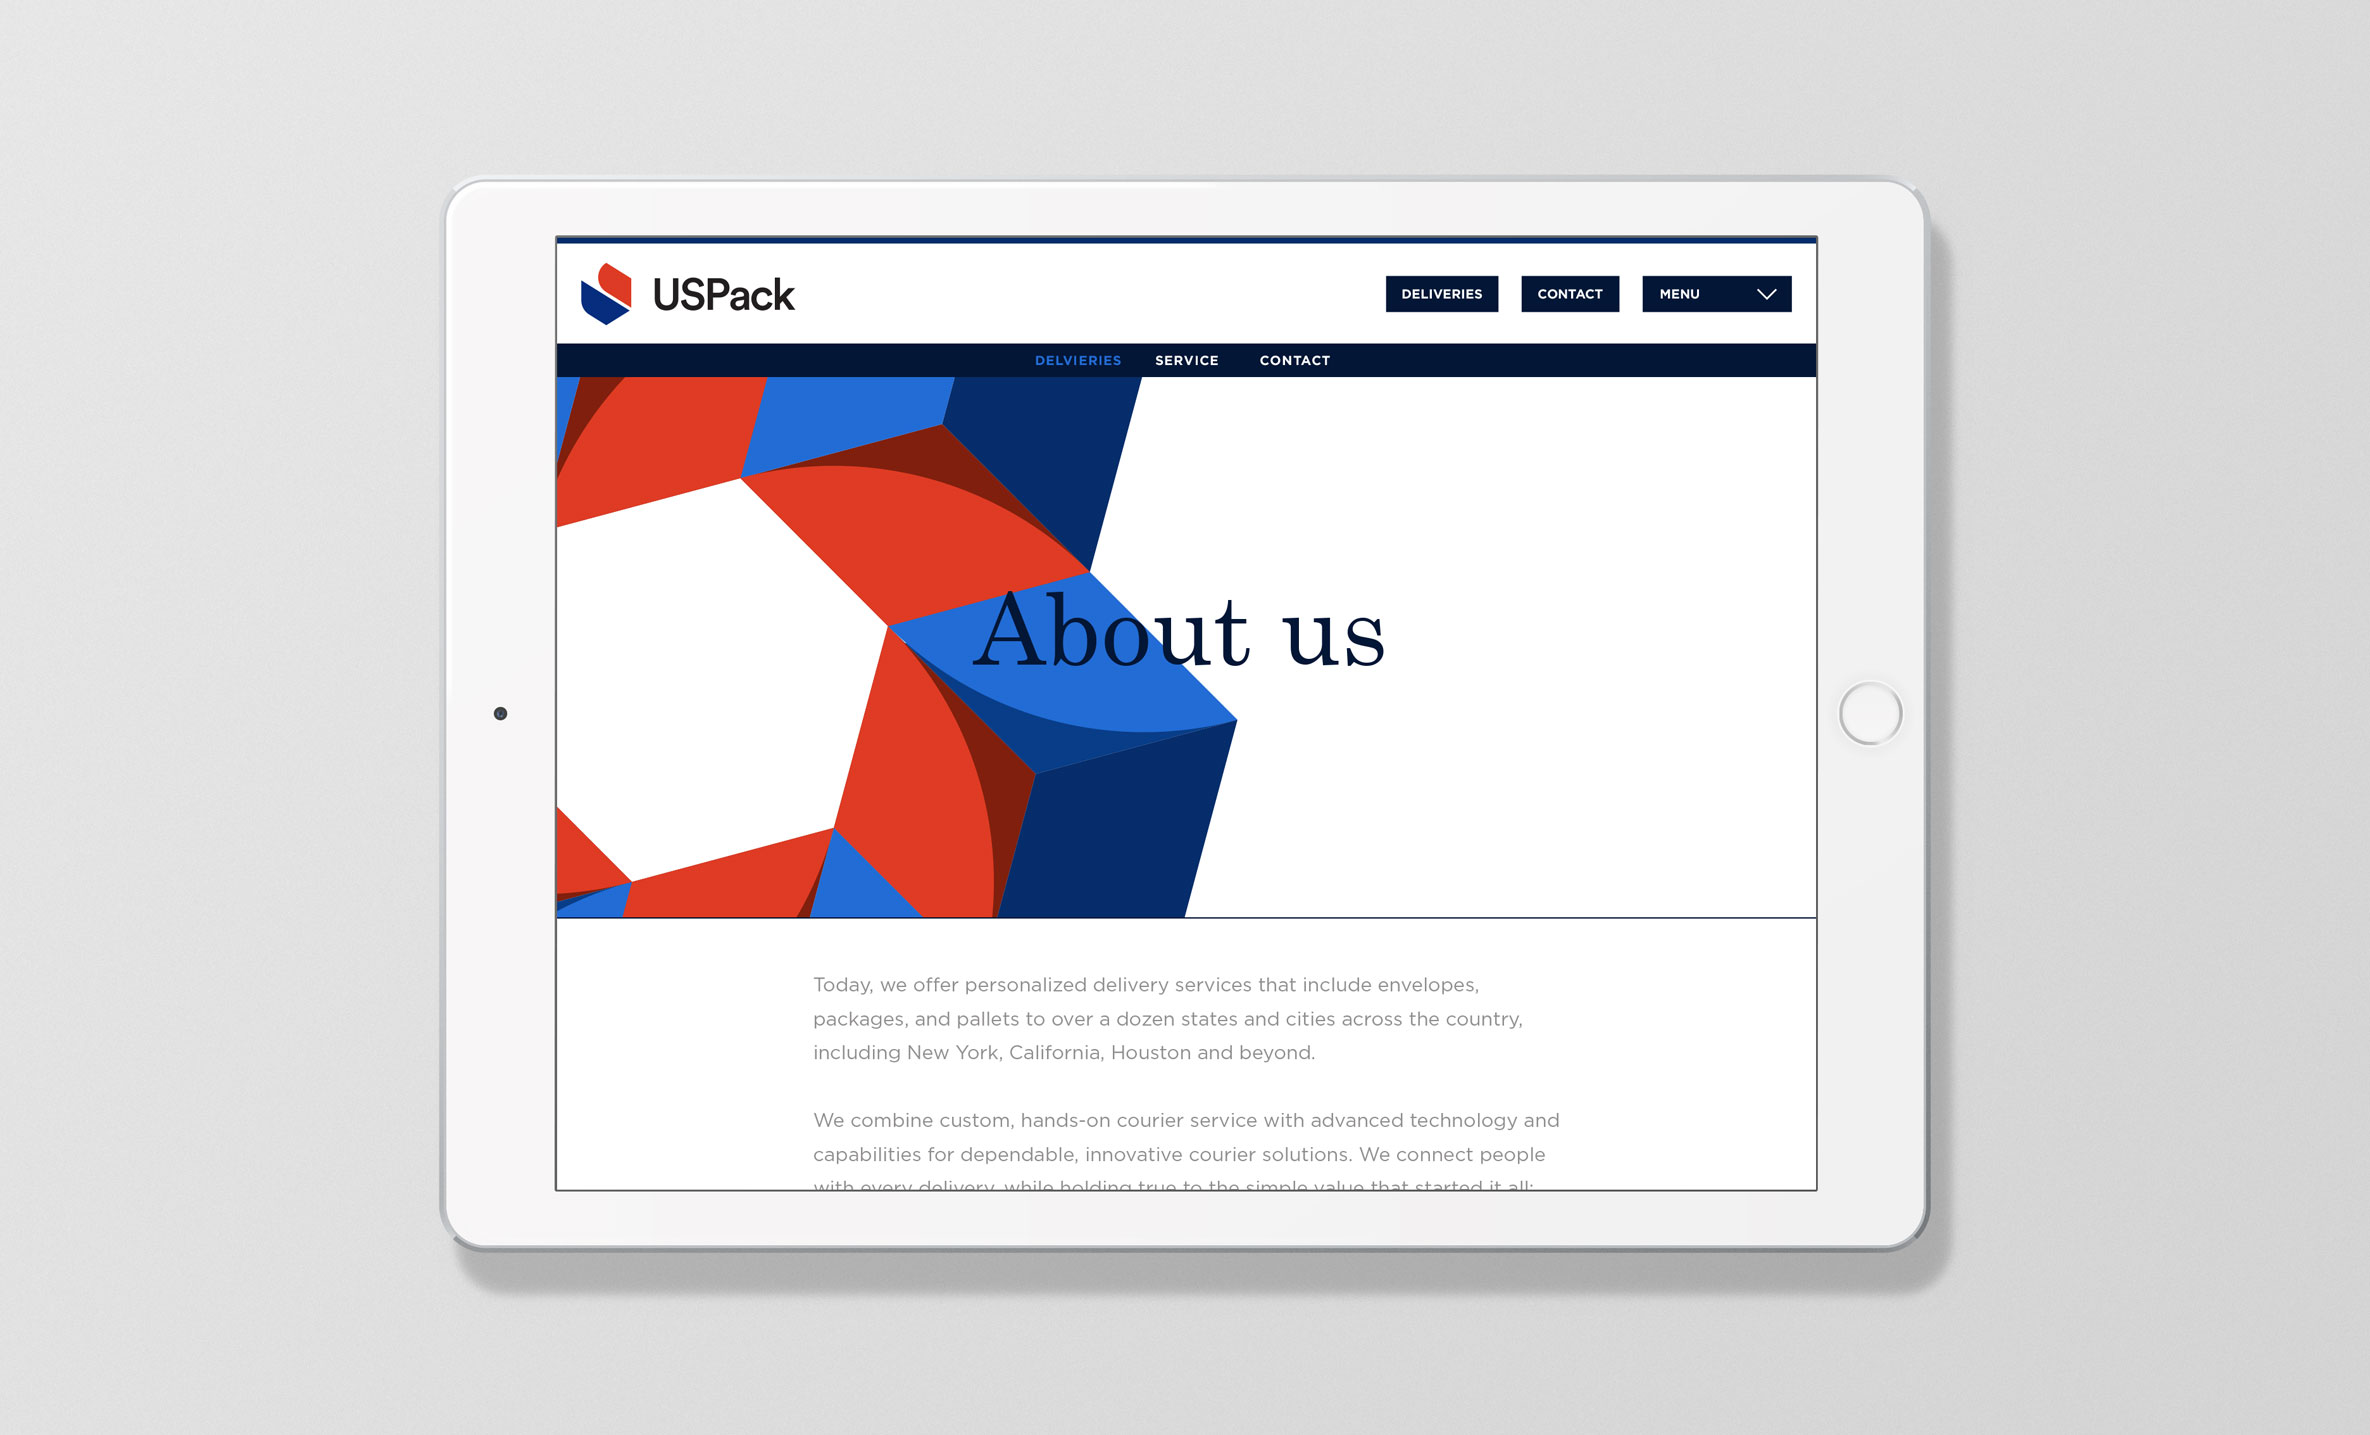 USPack
DELIVERIES
CONTACT
MENU
DELVIERIES SERVICE CONTACT
About us
Today, we offer personalized delivery services that include envelopes,
packages, and pallets to over a dozen states and cities across the country,
including New York, California, Houston and beyond.
We combine custom, hands-on courier service with advanced technology and
capabilities for dependable, innovative courier solutions. We connect people
with every delivery, while holding true to the simple value that started it all: